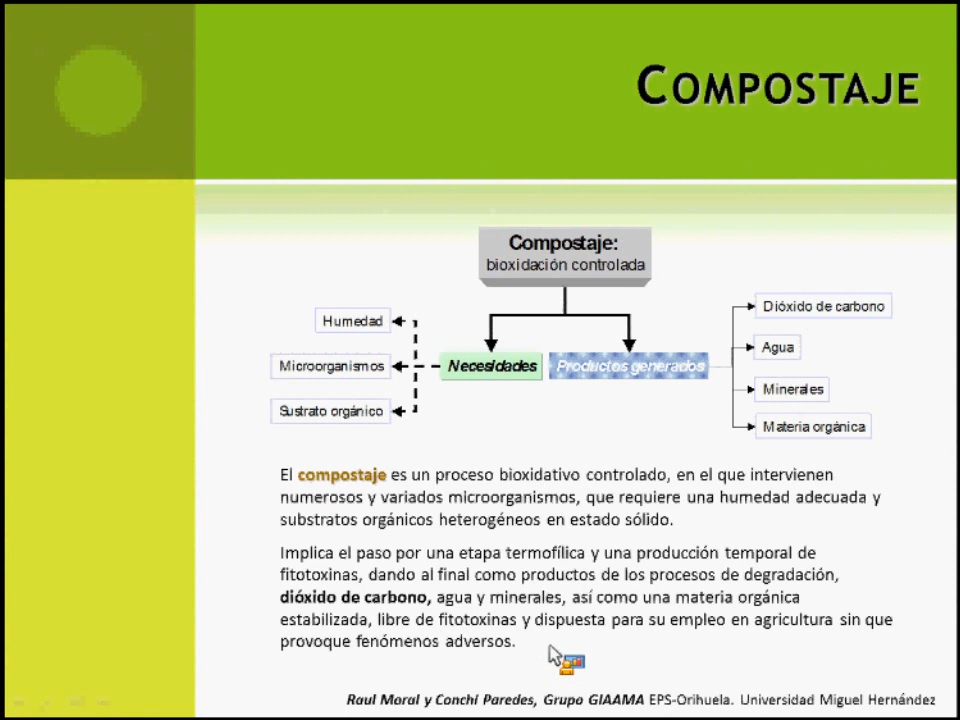 COMPOSTAJE
Compostaje:
bioxidación controlada
Humedad
Microorganismos
Sustrato orgánico
Necesidades
Productos generados
Dióxido de carbono
Agua
Minerales
Materia orgánica
El compostaje es un proceso bioxidativo controlado, en el que intervienen
numerosos y variados microorganismos, que requiere una humedad adecuada y
substratos orgánicos heterogéneos en estado sólido.
Implica el paso por una etapa termofílica y una producción temporal de
fitotoxinas, dando al final como productos de los procesos de degradación,
dióxido de carbono, agua y minerales, así como una materia orgánica
estabilizada, libre de fitotoxinas y dispuesta para su empleo en agricultura sin que
provoque fenómenos adversos.
Raul Moral y Conchi Paredes, Grupo GIAAMA EPS-Orihuela. Universidad Miguel Hernández